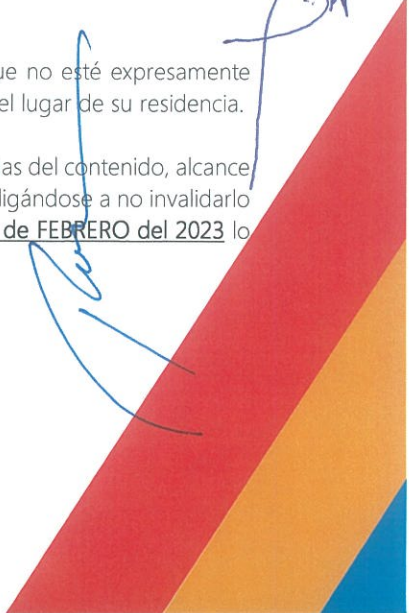 ue no esté expresamente
el lugar de su residencia.
as del contenido, alcance
ligándose a no invalidarlo
de FEBRERO del 2023 lo